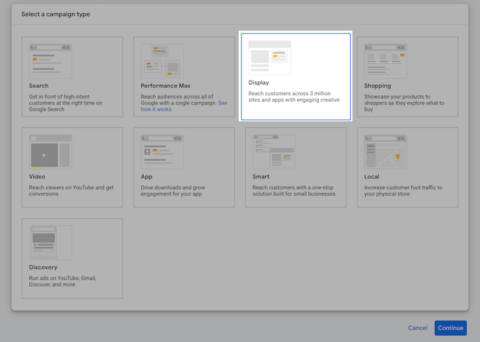 Select a campaign type
Search
Get in front of high-intent
customers at the right time on
Google Search
Performance Max
Reach audiences across all of
Google with a single campaign. See
how it works
Display
Reach customers across 3 million
sites and apps with engaging creative
Shopping
Showcase your products to
shoppers as they explore what to
buy
Video
Reach viewers on YouTube and get
conversions
App
Drive downloads and grow
engagement for your app
Smart
Reach customers with a one-stop
solution built for small businesses
Local
Increase customer foot traffic to
your physical store.
Discovery
Run ads on YouTube, Gmail,
Discover, and more
Cancel
Continue